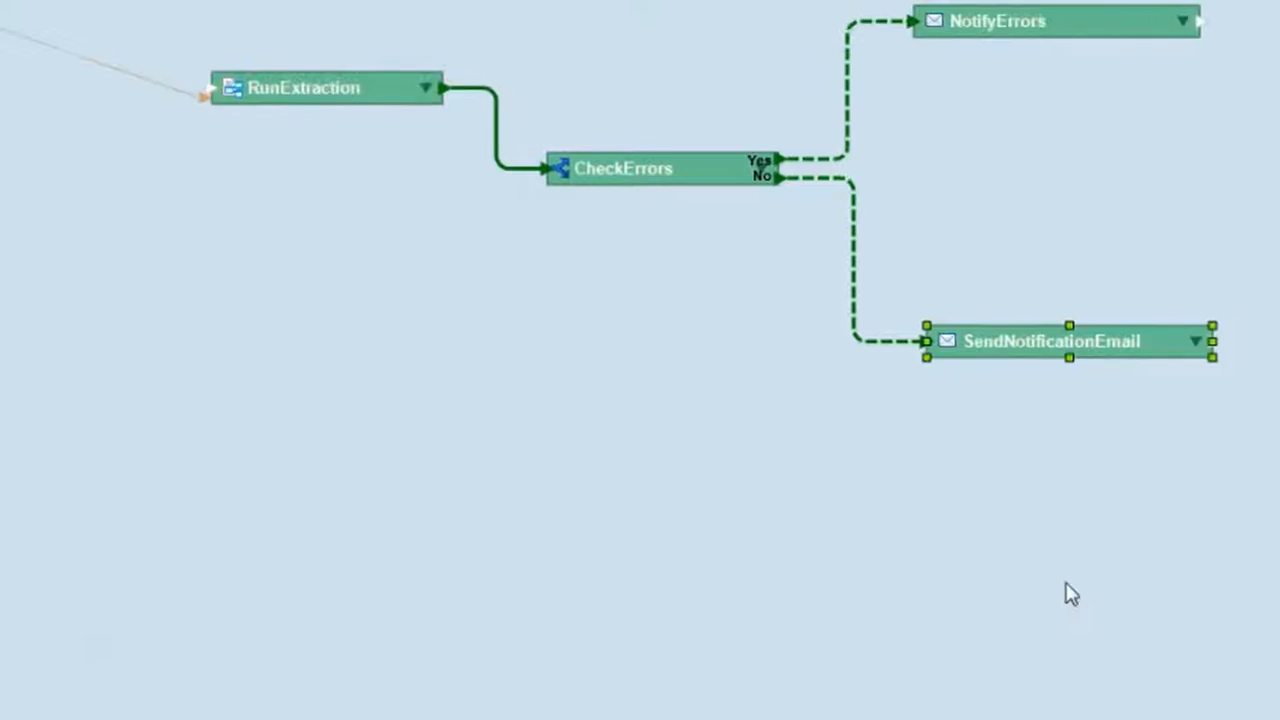 NotifyErrors
RunExtraction
CheckErrors
Yes
No
SendNotificationEmail